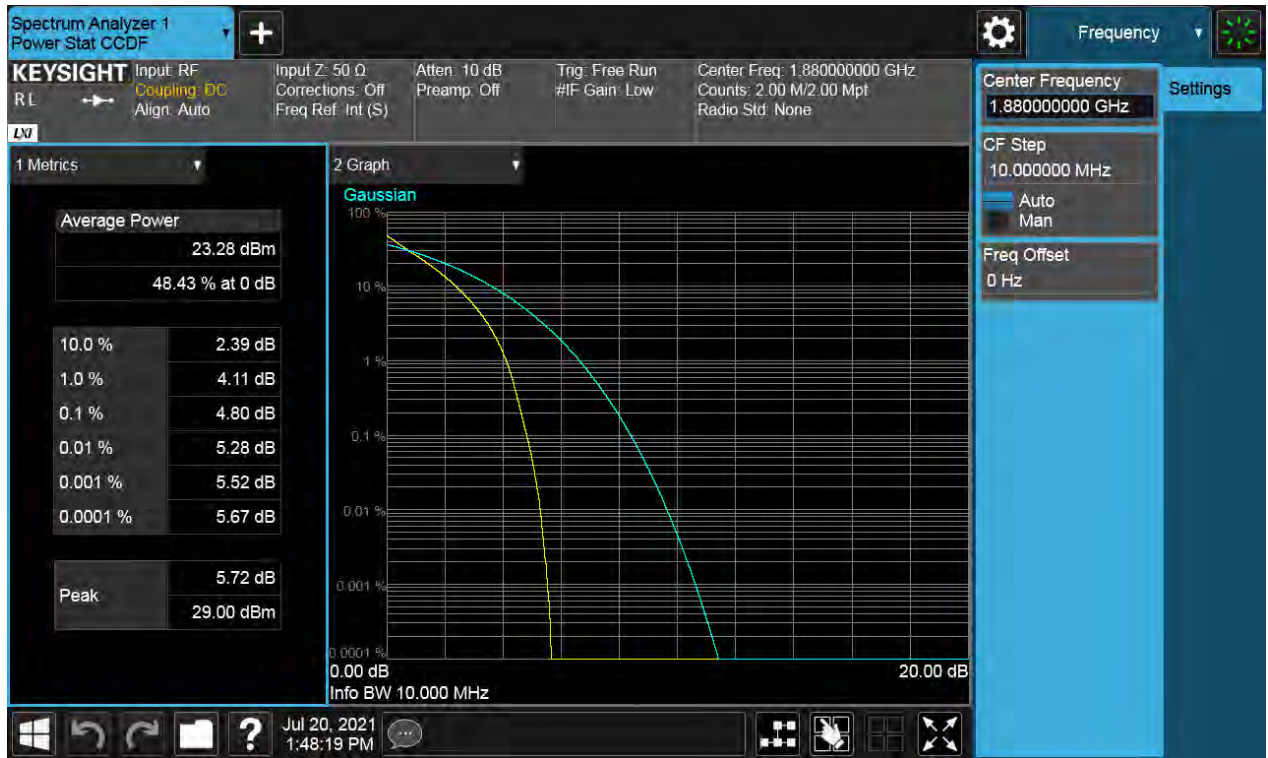 Spectrum Analyzer 1
Power Stat CCDF
+
Frequency
KEYSIGHT
RL
LXI
Input: RF
Coupling: DC
Align: Auto
Input Z: 50 Ω
Corrections: Off
Freq Ref: Int (S)
Atten: 10 dB
Preamp: Off
Trig: Free Run
#IF Gain: Low
Center Freq: 1.880000000 GHz
Counts: 2.00 M/2.00 Mpt
Radio Std: None
Center Frequency
1.880000000 GHz
Settings
CF Step
10.000000 MHz
Auto
Man
Freq Offset
0 Hz
1 Metrics
Average Power
23.28 dBm
48.43 % at 0 dB
10.0 % 2.39 dB
1.0 % 4.11 dB
0.1 % 4.80 dB
0.01 % 5.28 dB
0.001 % 5.52 dB
0.0001 % 5.67 dB
Peak
5.72 dB
29.00 dBm
2 Graph
Gaussian
100 %
10 %
1 %
0.1 %
0.01 %
0.001 %
0.0001 %
0.00 dB 20.00 dB
Info BW 10.000 MHz
?
Jul 20, 2021
1:48:19 PM